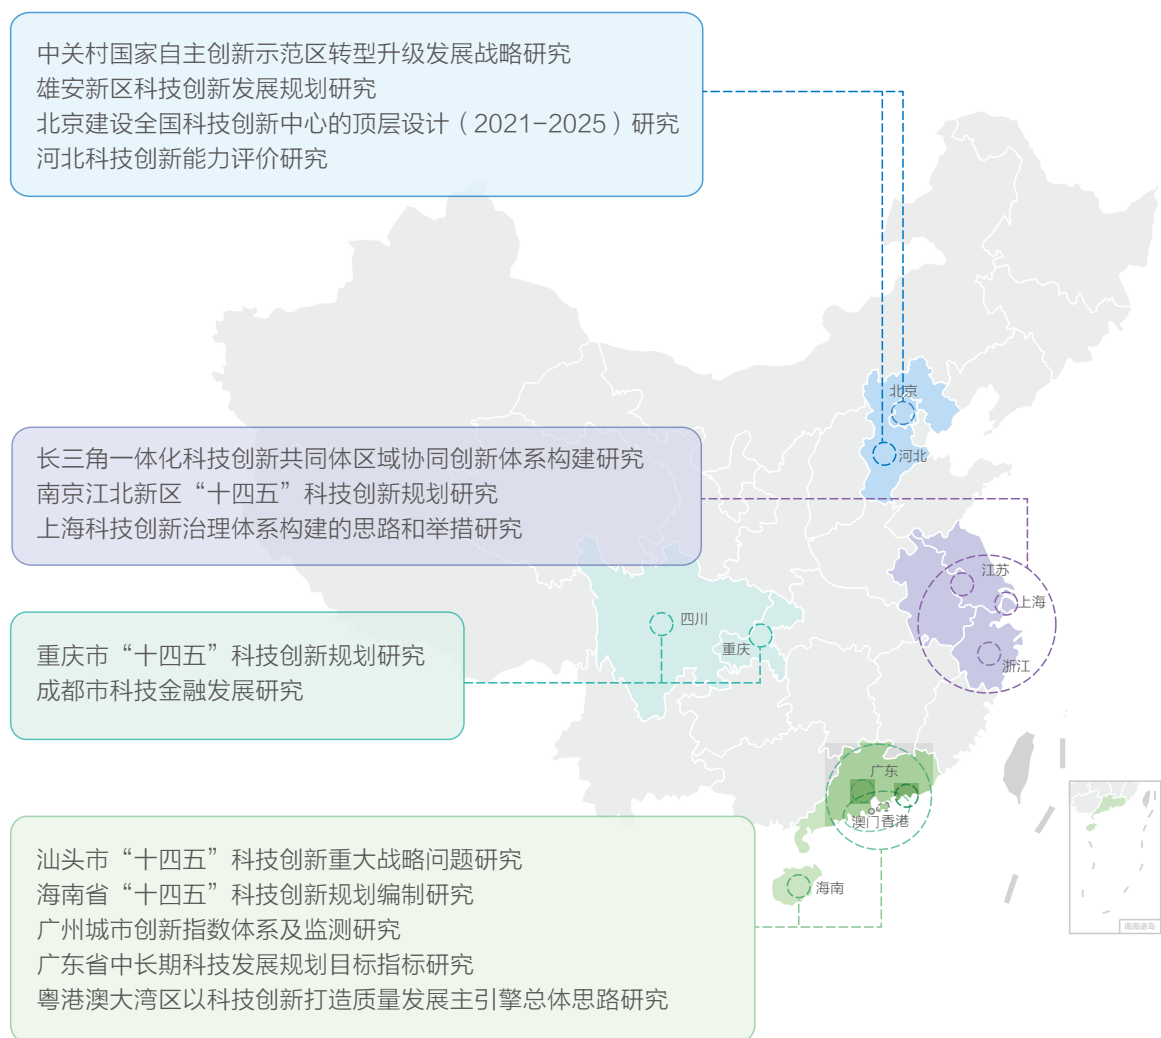 中关村国家自主创新示范区转型升级发展战略研究
雄安新区科技创新发展规划研究
北京建设全国科技创新中心的顶层设计（2021-2025）研究
河北科技创新能力评价研究
北京
河北
长三角一体化科技创新共同体区域协同创新体系构建研究
南京江北新区“十四五”科技创新规划研究
上海科技创新治理体系构建的思路和举措研究
江苏
上海
浙江
四川
重庆
重庆市“十四五”科技创新规划研究
成都市科技金融发展研究
广东
澳门 香港
海南
汕头市“十四五”科技创新重大战略问题研究
海南省“十四五”科技创新规划编制研究
广州城市创新指数体系及监测研究
广东省中长期科技发展规划目标指标研究
粤港澳大湾区以科技创新打造质量发展主引擎总体思路研究
南海诸岛